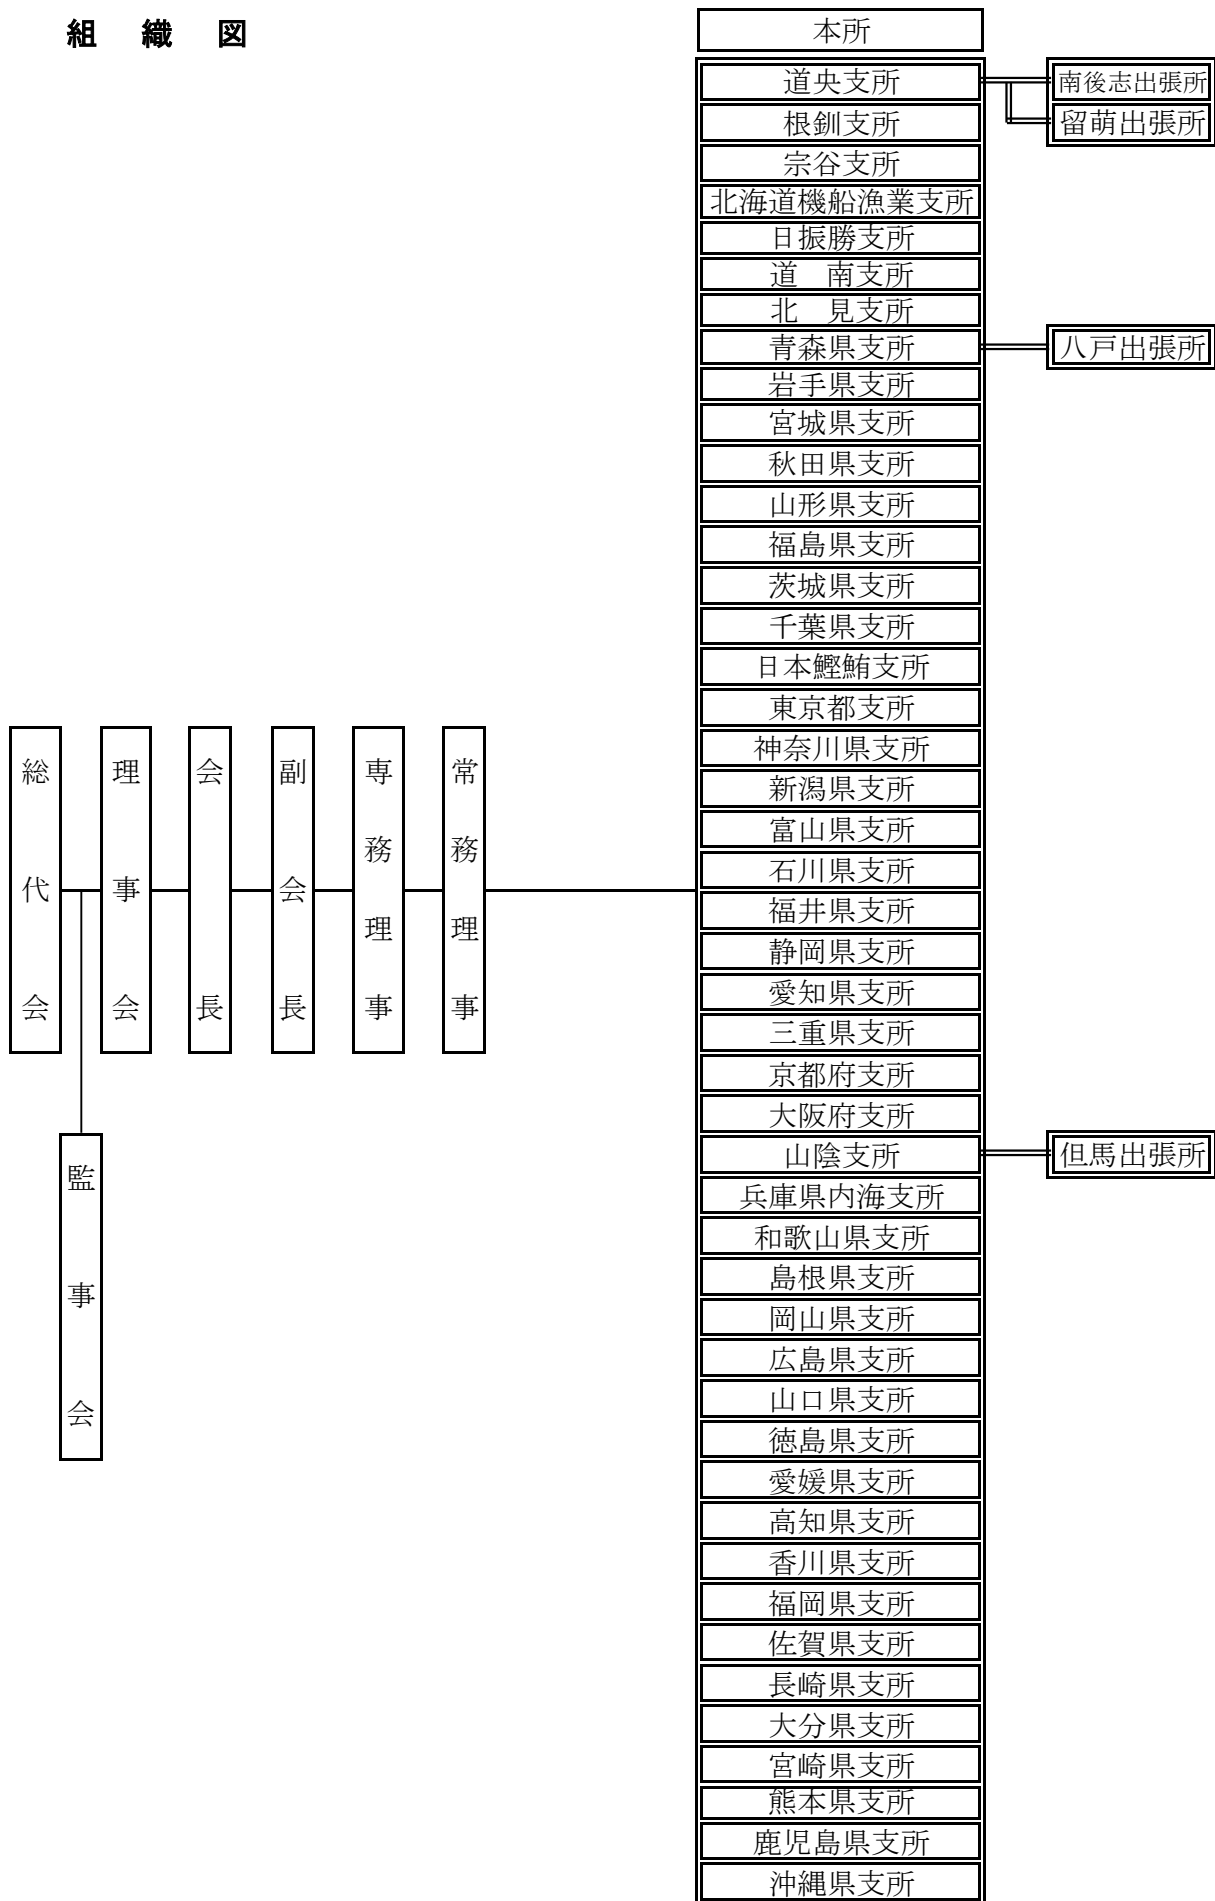 組　織　図
本所
道央支所
南後志出張所
留萌出張所
根釧支所
宗谷支所
北海道機船漁業支所
日振勝支所
道　南支所
北　見支所
青森県支所
八戸出張所
岩手県支所
宮城県支所
秋田県支所
山形県支所
福島県支所
茨城県支所
千葉県支所
日本鰹鮪支所
東京都支所
神奈川県支所
新潟県支所
富山県支所
石川県支所
福井県支所
静岡県支所
愛知県支所
三重県支所
京都府支所
大阪府支所
山陰支所
但馬出張所
兵庫県内海支所
和歌山県支所
島根県支所
岡山県支所
広島県支所
山口県支所
徳島県支所
愛媛県支所
高知県支所
香川県支所
福岡県支所
佐賀県支所
長崎県支所
大分県支所
宮崎県支所
熊本県支所
鹿児島県支所
沖縄県支所
総代会
理事会
会長
副会長
専務理事
常務理事
監事会